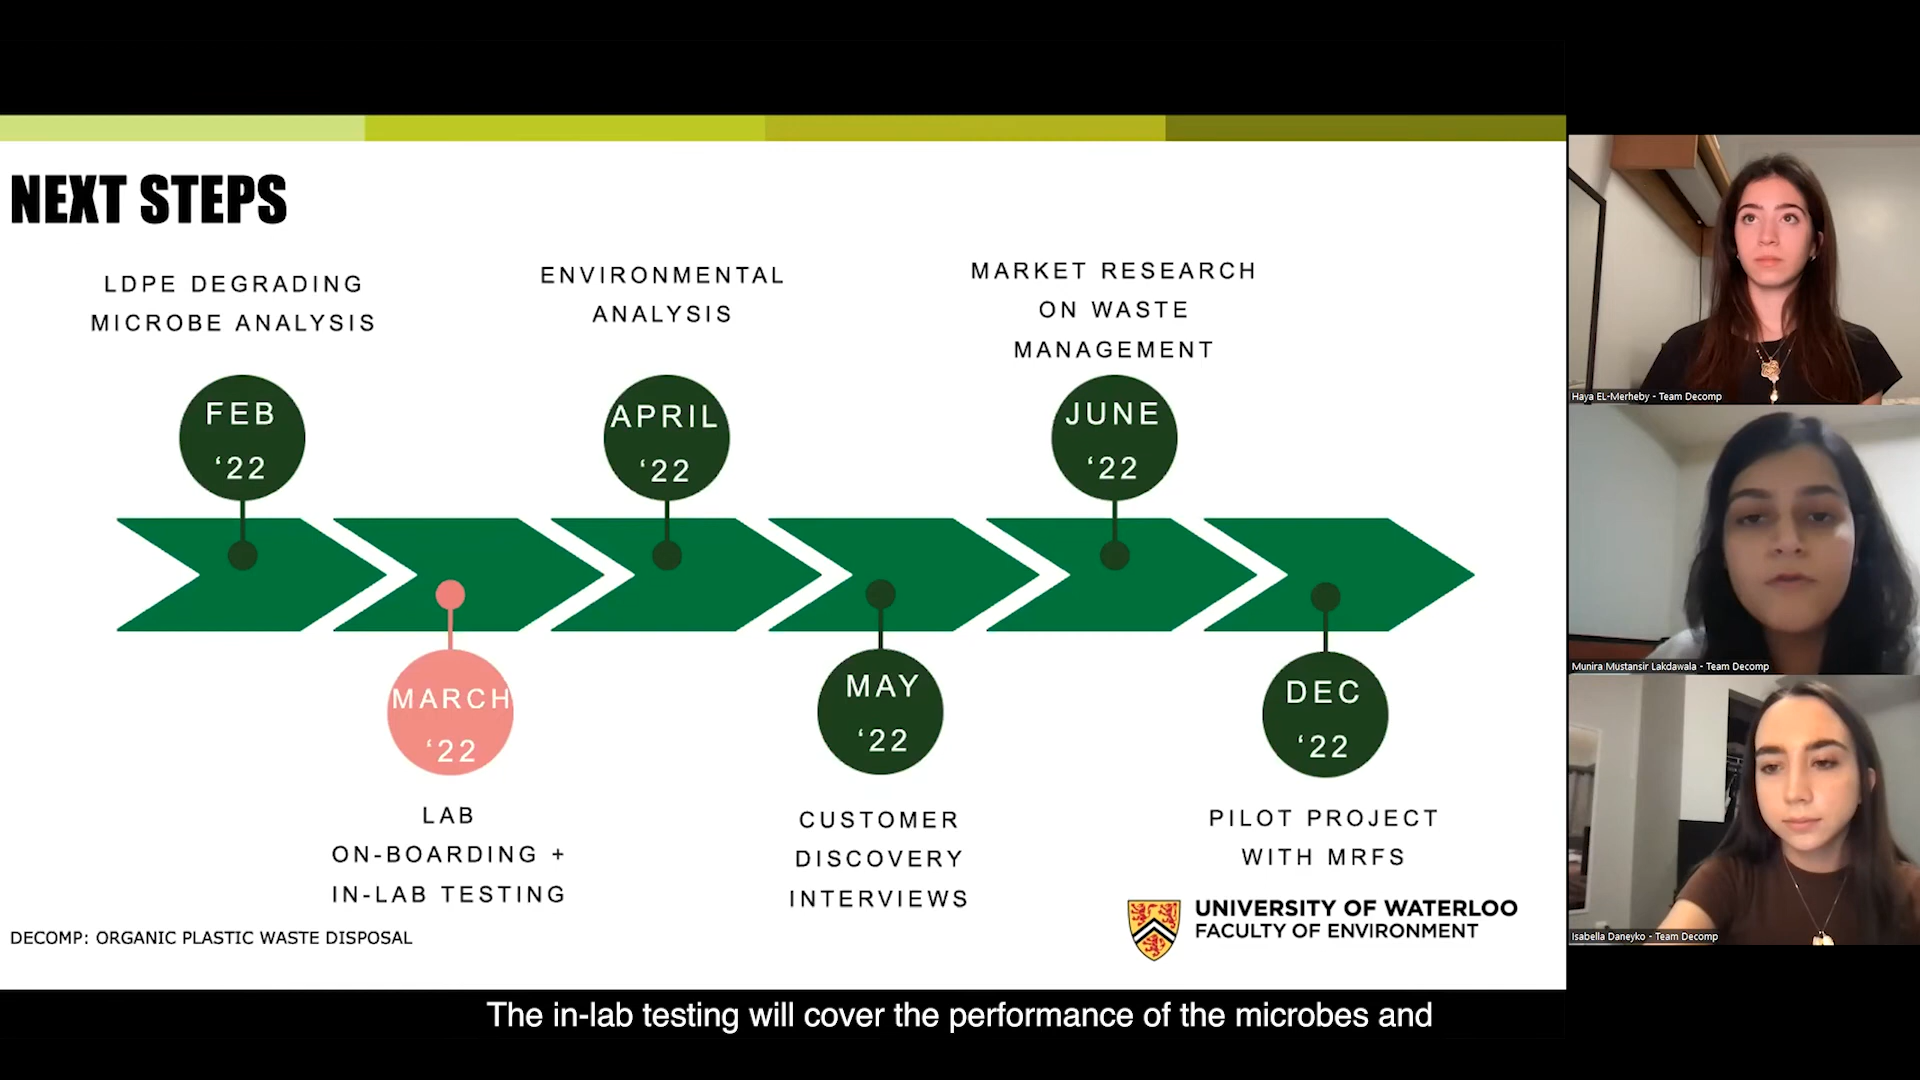 NEXT STEPS
LDPE DEGRADING
MICROBE ANALYSIS
ENVIRONMENTAL
ANALYSIS
MARKET RESEARCH
ON WASTE
MANAGEMENT
FEB
‘22
APRIL
‘22
JUNE
‘22
MARCH
‘22
MAY
‘22
DEC
‘22
LAB
ON-BOARDING +
IN-LAB TESTING
CUSTOMER
DISCOVERY
INTERVIEWS
PILOT PROJECT
WITH MRFS
DECOMP: ORGANIC PLASTIC WASTE DISPOSAL
UNIVERSITY OF WATERLOO
FACULTY OF ENVIRONMENT
Haya EL-Merheby - Team Decomp
Munira Mustansir Lakdawala - Team Decomp
Isabella Daneyko - Team Decomp
The in-lab testing will cover the performance of the microbes and